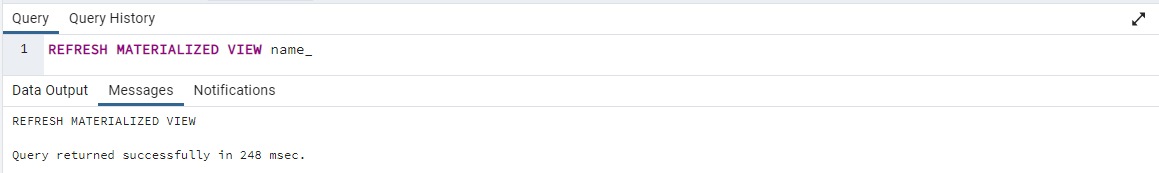 Query Query History
1 REFRESH MATERIALIZED VIEW name_
Data Output Messages Notifications
REFRESH MATERIALIZED VIEW
Query returned successfully in 248 msec.